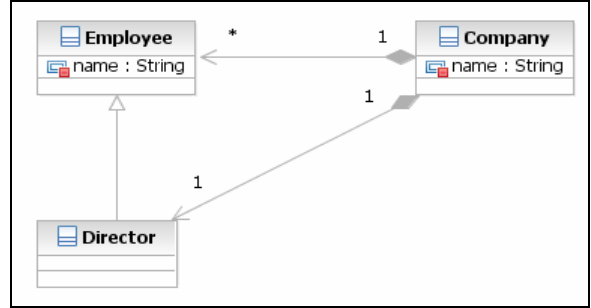 Employee
* 1
Company
name : String
name : String
1
1
Director